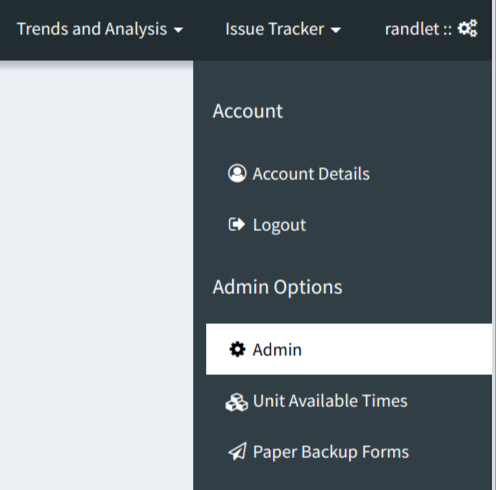 Trends and Analysis Issue Tracker randlet ::
Account
Account Details
Logout
Admin Options
Admin
Unit Available Times
Paper Backup Forms